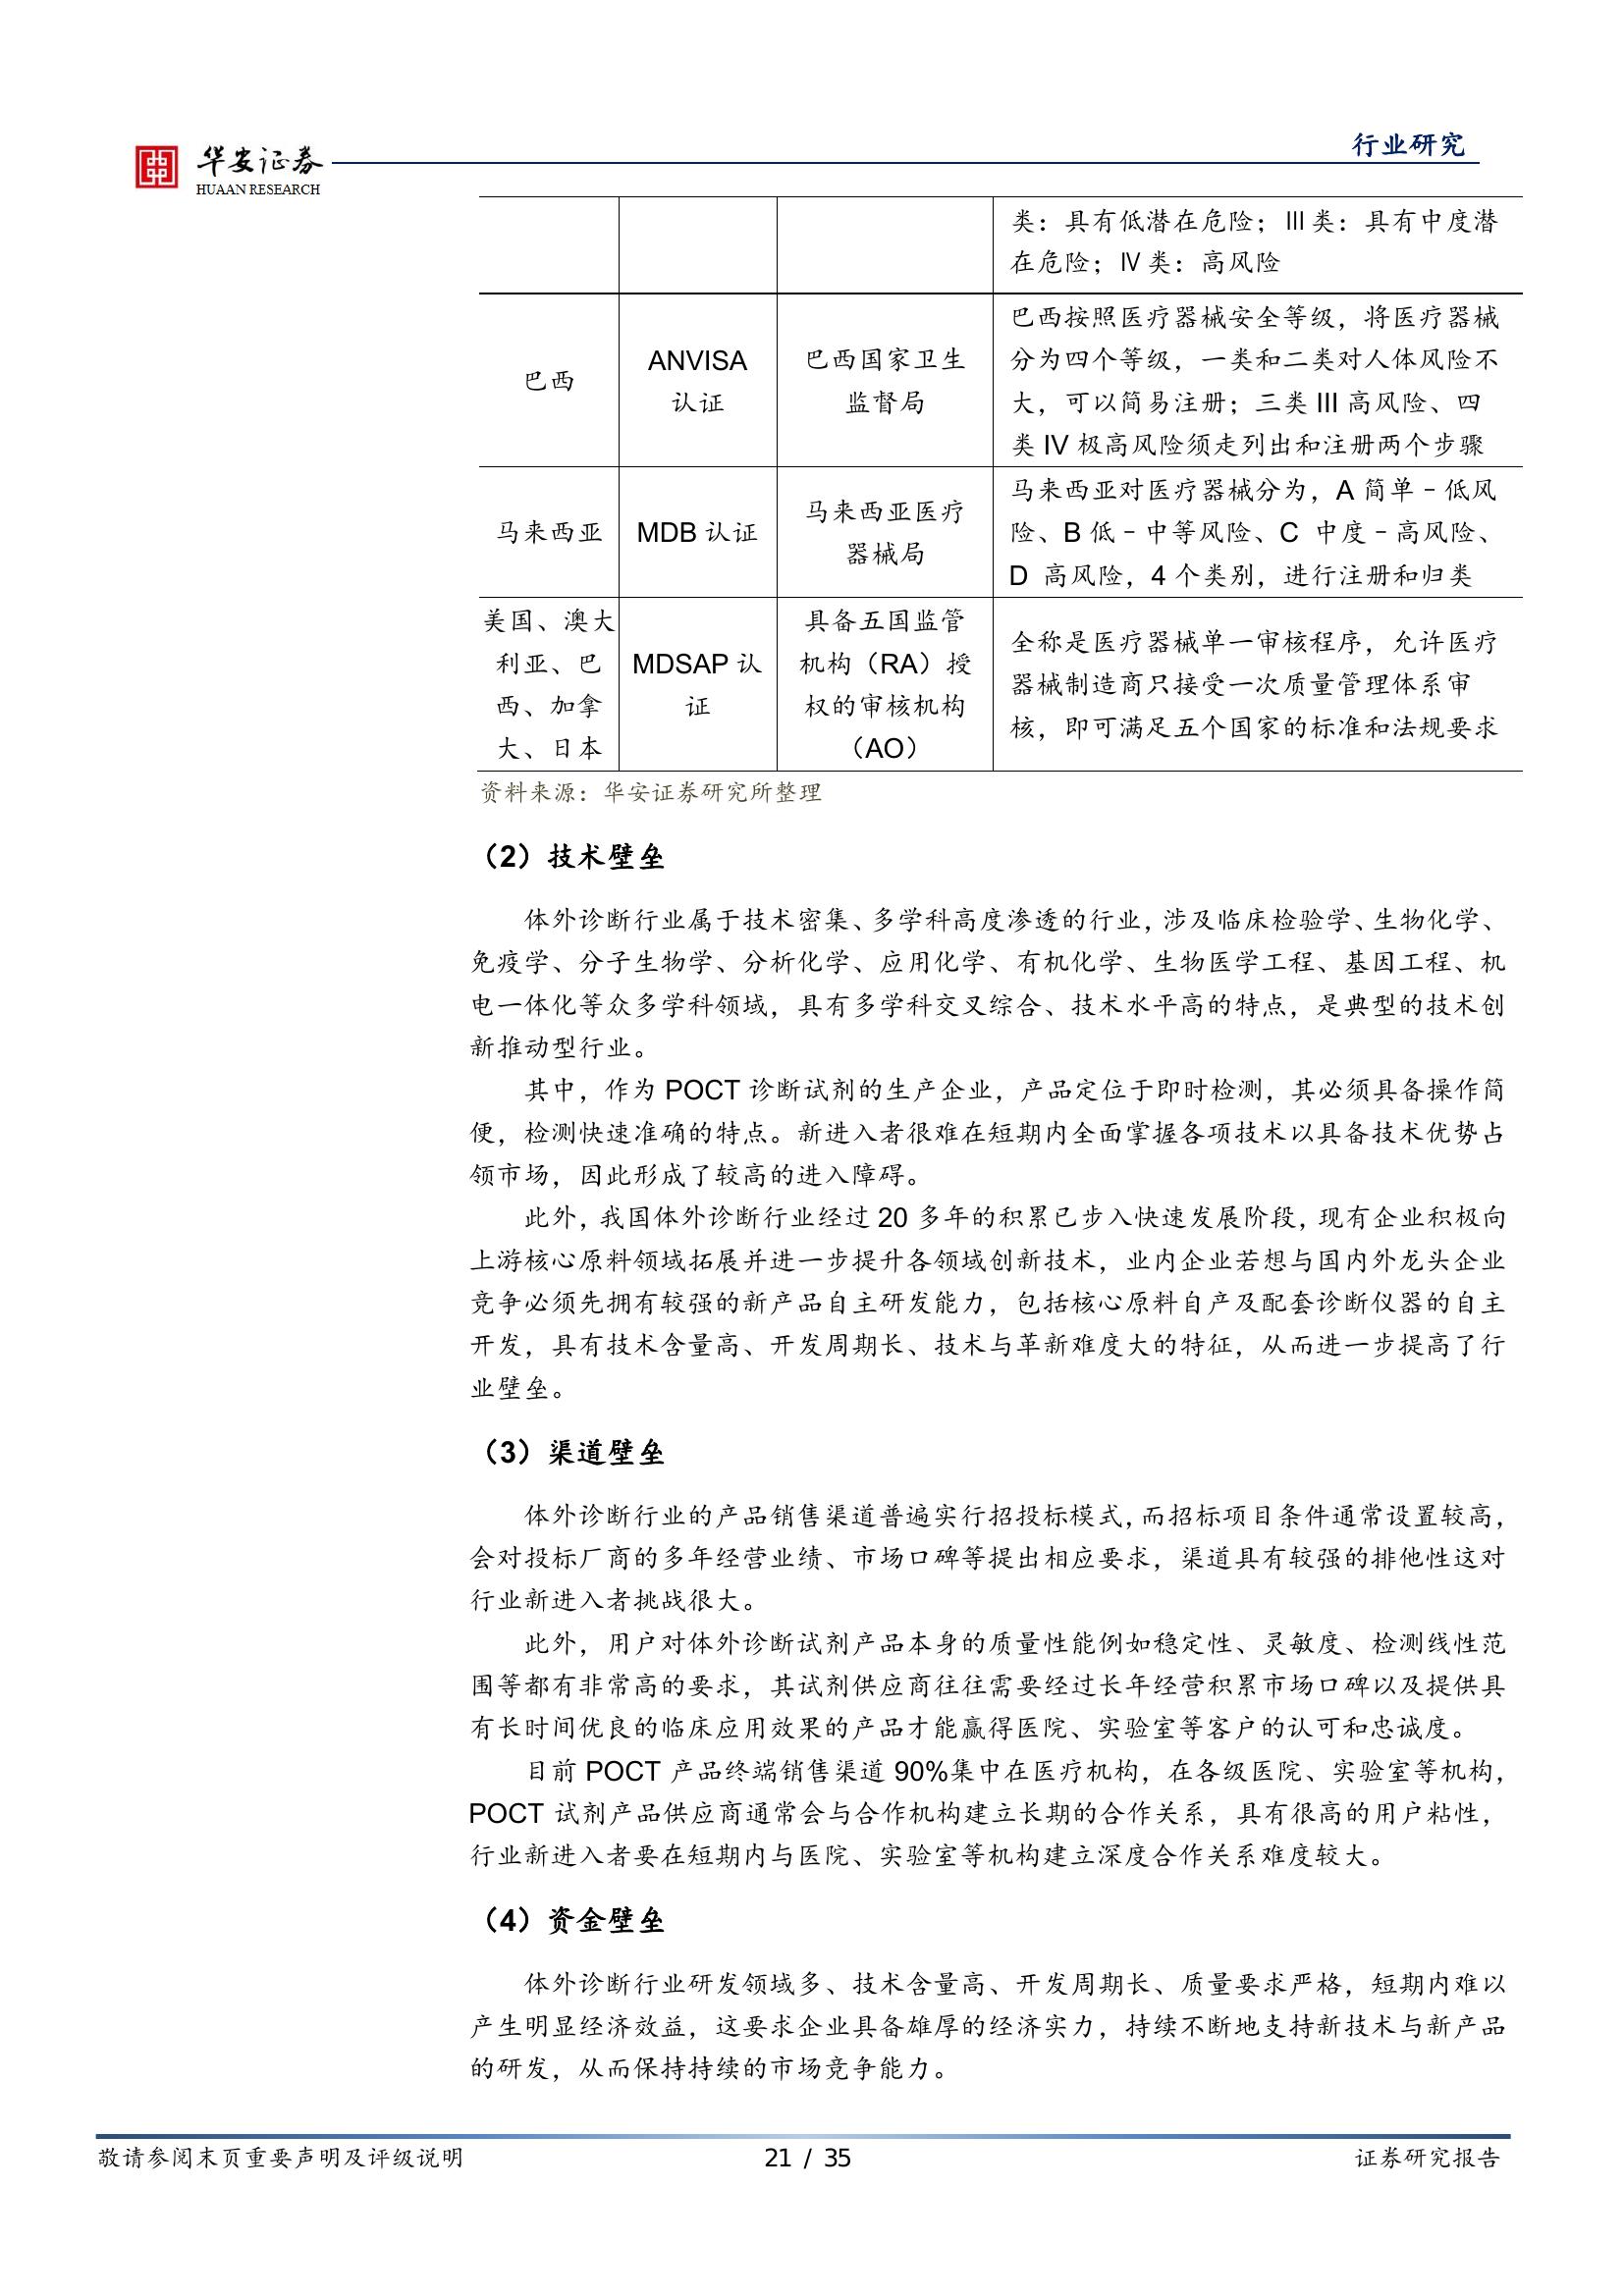 华安证券
HUAAN RESEARCH
行业研究
类：具有低潜在危险；Ⅲ类：具有中度潜
在危险；Ⅳ类：高风险
巴西
ANVISA
认证
巴西国家卫生
监督局
巴西按照医疗器械安全等级，将医疗器械
分为四个等级，一类和二类对人体风险不
大，可以简易注册；三类 III 高风险、四
类 IV 极高风险须走列出和注册两个步骤
马来西亚
MDB 认证
马来西亚医疗
器械局
马来西亚对医疗器械分为，A 简单﹣低风
险、B 低﹣中等风险、C 中度﹣高风险、
D 高风险，4 个类别，进行注册和归类
美国、澳大
利亚、巴
西、加拿
大、日本
MDSAP 认
证
具备五国监管
机构（RA）授
权的审核机构
（AO）
全称是医疗器械单一审核程序，允许医疗
器械制造商只接受一次质量管理体系审
核，即可满足五个国家的标准和法规要求
资料来源：华安证券研究所整理
（2）技术壁垒
体外诊断行业属于技术密集、多学科高度渗透的行业，涉及临床检验学、生物化学、
免疫学、分子生物学、分析化学、应用化学、有机化学、生物医学工程、基因工程、机
电一体化等众多学科领域，具有多学科交叉综合、技术水平高的特点，是典型的技术创
新推动型行业。
其中，作为 POCT 诊断试剂的生产企业，产品定位于即时检测，其必须具备操作简
便，检测快速准确的特点。新进入者很难在短期内全面掌握各项技术以具备技术优势占
领市场，因此形成了较高的进入障碍。
此外，我国体外诊断行业经过 20 多年的积累已步入快速发展阶段，现有企业积极向
上游核心原料领域拓展并进一步提升各领域创新技术，业内企业若想与国内外龙头企业
竞争必须先拥有较强的新产品自主研发能力，包括核心原料自产及配套诊断仪器的自主
开发，具有技术含量高、开发周期长、技术与革新难度大的特征，从而进一步提高了行
业壁垒。
（3）渠道壁垒
体外诊断行业的产品销售渠道普遍实行招投标模式，而招标项目条件通常设置较高，
会对投标厂商的多年经营业绩、市场口碑等提出相应要求，渠道具有较强的排他性这对
行业新进入者挑战很大。
此外，用户对体外诊断试剂产品本身的质量性能例如稳定性、灵敏度、检测线性范
围等都有非常高的要求，其试剂供应商往往需要经过长年经营积累市场口碑以及提供具
有长时间优良的临床应用效果的产品才能赢得医院、实验室等客户的认可和忠诚度。
目前 POCT 产品终端销售渠道 90%集中在医疗机构，在各级医院、实验室等机构，
POCT 试剂产品供应商通常会与合作机构建立长期的合作关系，具有很高的用户粘性，
行业新进入者要在短期内与医院、实验室等机构建立深度合作关系难度较大。
（4）资金壁垒
体外诊断行业研发领域多、技术含量高、开发周期长、质量要求严格，短期内难以
产生明显经济效益，这要求企业具备雄厚的经济实力，持续不断地支持新技术与新产品
的研发，从而保持持续的市场竞争能力。
敬请参阅末页重要声明及评级说明
21 / 35
证券研究报告